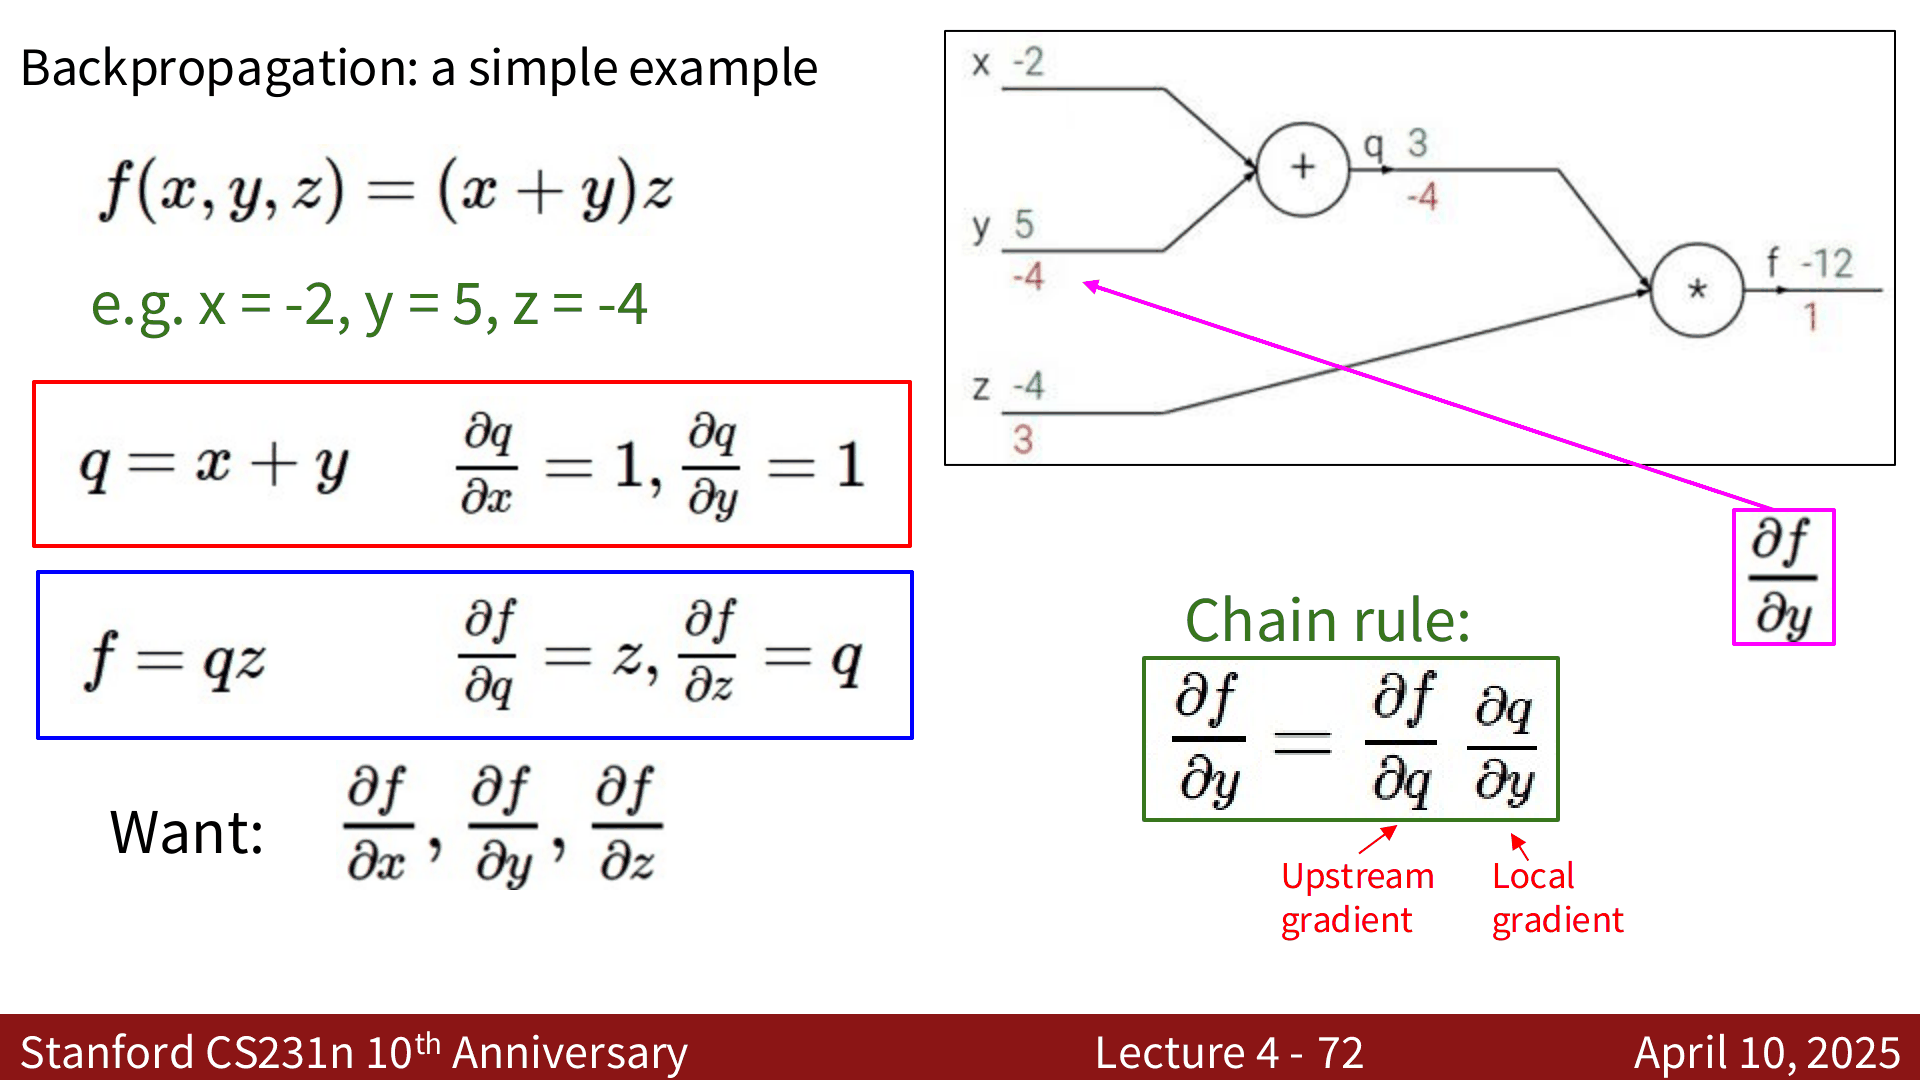 Backpropagation: a simple example
f(x, y, z) = (x + y)z
e.g. x = -2, y = 5, z = -4
q = x + y    ∂q/∂x = 1, ∂q/∂y = 1
f = qz    ∂f/∂q = z, ∂f/∂z = q
Want: ∂f/∂x, ∂f/∂y, ∂f/∂z
x -2
y 5
-4
z -4
3
+
q 3
-4
*
f -12
1
∂f/∂y
Chain rule:
∂f/∂y = ∂f/∂q ∂q/∂y
Upstream
gradient
Local
gradient
Stanford CS231n 10th Anniversary
Lecture 4 - 72
April 10, 2025